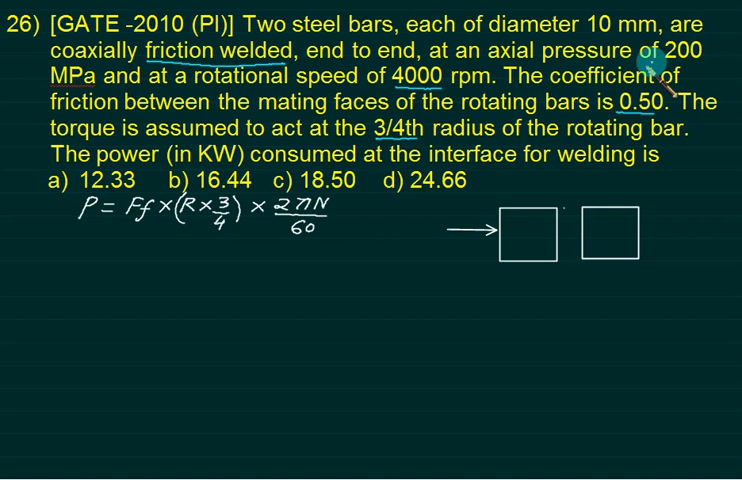 26) [GATE -2010 (PI)] Two steel bars, each of diameter 10 mm, are
coaxially friction welded, end to end, at an axial pressure of 200
MPa and at a rotational speed of 4000 rpm. The coefficient of
friction between the mating faces of the rotating bars is 0.50. The
torque is assumed to act at the 3/4th radius of the rotating bar.
The power (in KW) consumed at the interface for welding is
a) 12.33 b) 16.44 c) 18.50 d) 24.66
P = Ff × (R × 3/4) × 2πN/60